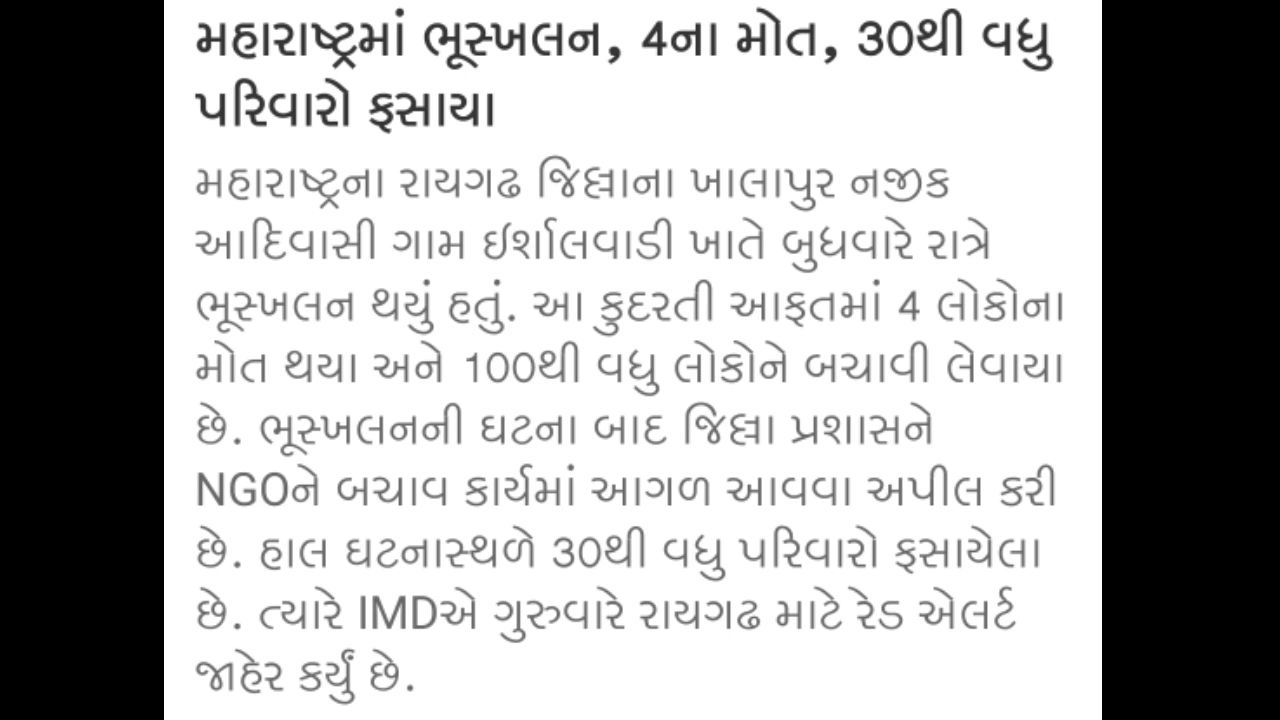 મહારાષ્ટ્રમાં ભૂસ્ખલન, 4ના મોત, 30થી વધુ
પરિવારો ફસાયા
મહારાષ્ટ્રના રાયગઢ જિલ્લાના ખાલાપુર નજીક
આદિવાસી ગામ ઈર્શાલવાડી ખાતે બુધવારે રાત્રે
ભૂસ્ખલન થયું હતું. આ કુદરતી આફતમાં 4 લોકોના
મોત થયા અને 100થી વધુ લોકોને બચાવી લેવાયા
છે. ભૂસ્ખલનની ઘટના બાદ જિલ્લા પ્રશાસને
NGOને બચાવ કાર્યમાં આગળ આવવા અપીલ કરી
છે. હાલ ઘટનાસ્થળે 30થી વધુ પરિવારો ફસાયેલા
છે. ત્યારે IMDએ ગુરુવારે રાયગઢ માટે રેડ એલર્ટ
જાહેર કર્યું છે.